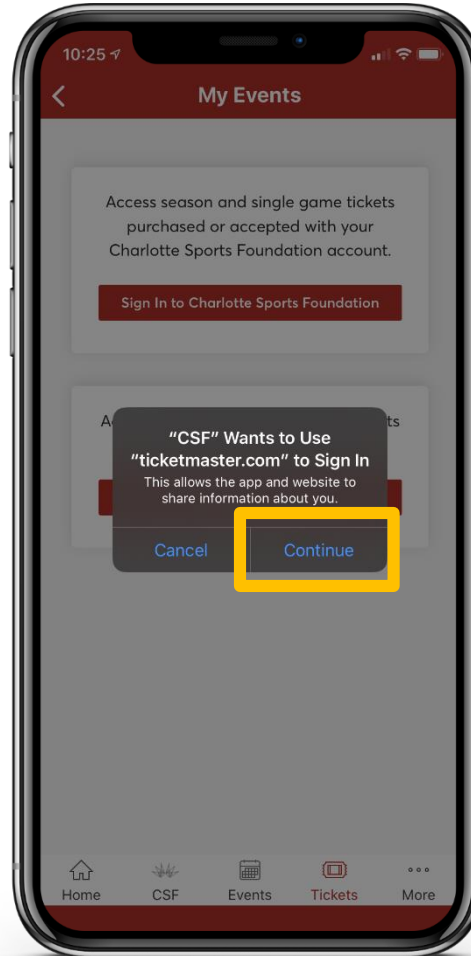 10:25
My Events
Access season and single game tickets
purchased or accepted with your
Charlotte Sports Foundation account.
Sign In to Charlotte Sports Foundation
"CSF" Wants to Use
"ticketmaster.com" to Sign In
This allows the app and website to
share information about you.
Cancel Continue
Home CSF Events Tickets More